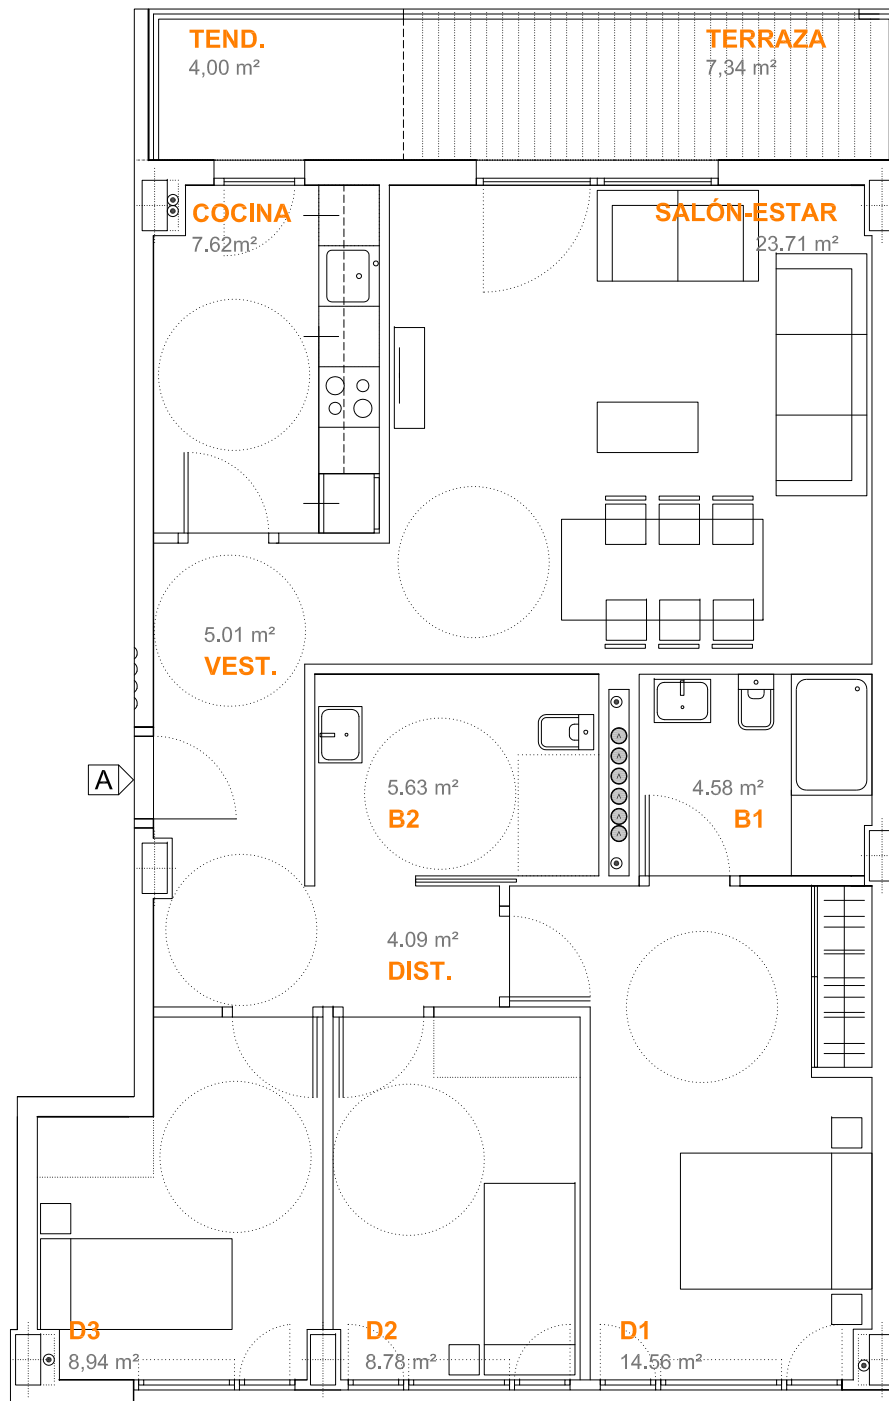 TEND.
4,00 m²
TERRAZA
7,34 m²
COCINA
7.62m²
SALÓN-ESTAR
23.71 m²
5.01 m²
VEST.
A
5.63 m²
B2
4.58 m²
B1
4.09 m²
DIST.
D3
8,94 m²
D2
8.78 m²
D1
14.56 m²